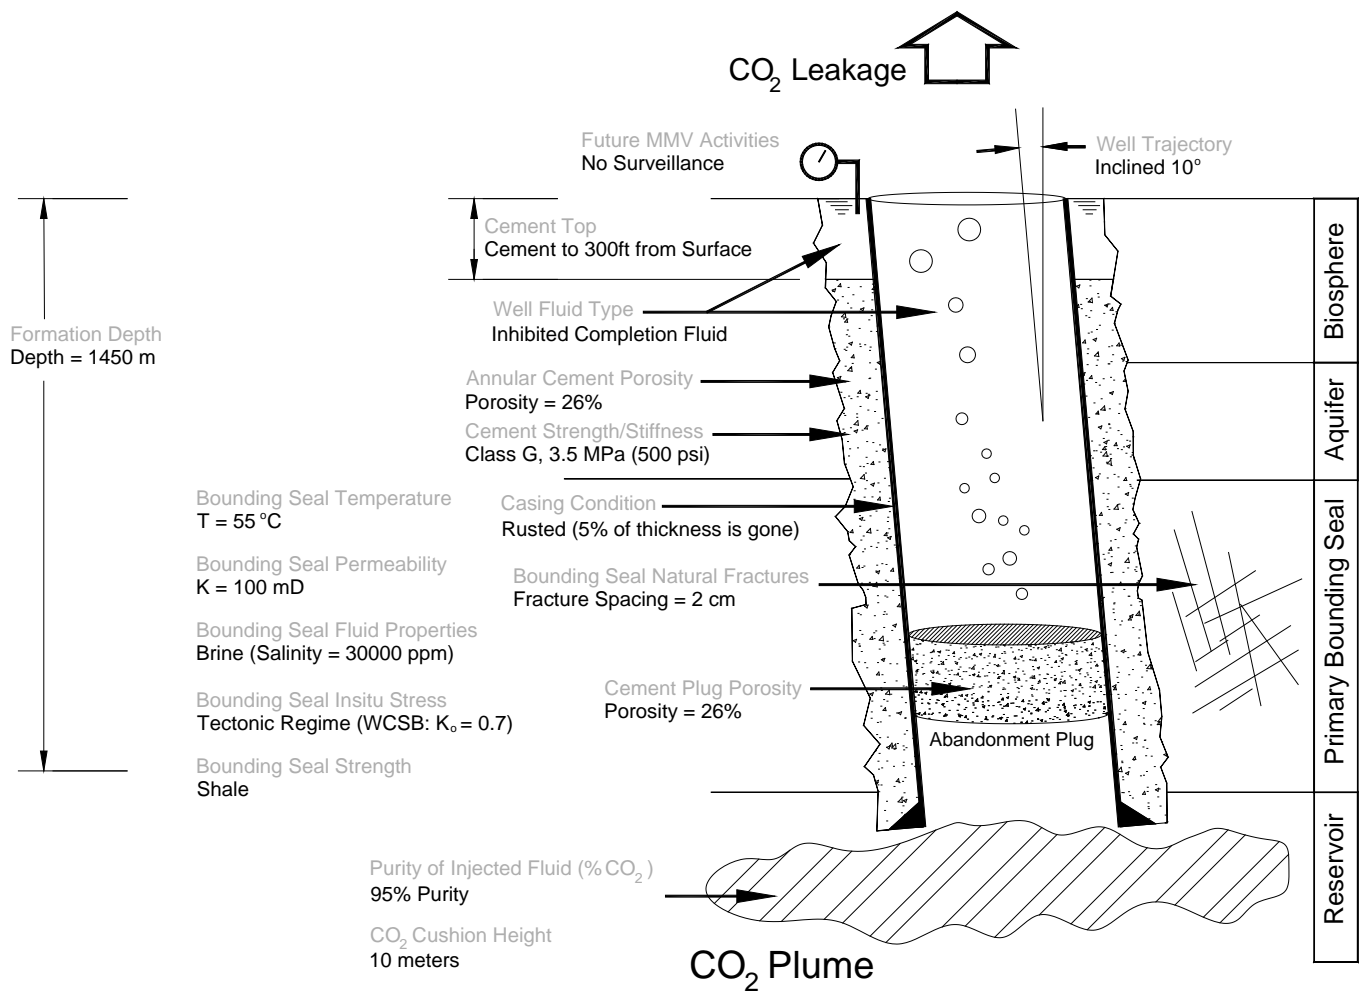 CO2 Leakage
Future MMV Activities
No Surveillance
Well Trajectory
Inclined 10°
Cement Top
Cement to 300ft from Surface
Well Fluid Type
Inhibited Completion Fluid
Formation Depth
Depth = 1450 m
Annular Cement Porosity
Porosity = 26%
Cement Strength/Stiffness
Class G, 3.5 MPa (500 psi)
Bounding Seal Temperature
T = 55 °C
Casing Condition
Rusted (5% of thickness is gone)
Bounding Seal Permeability
K = 100 mD
Bounding Seal Natural Fractures
Fracture Spacing = 2 cm
Bounding Seal Fluid Properties
Brine (Salinity = 30000 ppm)
Bounding Seal Insitu Stress
Tectonic Regime (WCSB: Ko = 0.7)
Cement Plug Porosity
Porosity = 26%
Abandonment Plug
Bounding Seal Strength
Shale
Purity of Injected Fluid (% CO2 )
95% Purity
CO2 Cushion Height
10 meters
CO2 Plume
Biosphere
Aquifer
Primary Bounding Seal
Reservoir